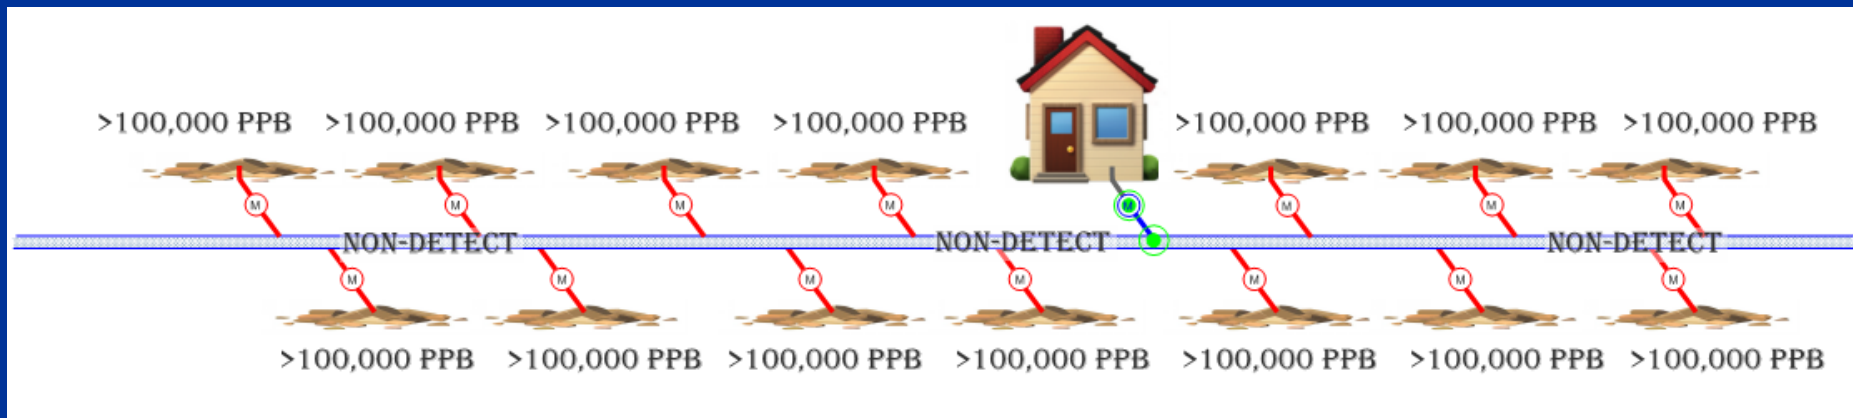 >100,000 PPB >100,000 PPB >100,000 PPB >100,000 PPB >100,000 PPB >100,000 PPB >100,000 PPB
M M M M M M M M
NON-DETECT NON-DETECT NON-DETECT
M M M M M M M
>100,000 PPB >100,000 PPB >100,000 PPB >100,000 PPB >100,000 PPB >100,000 PPB >100,000 PPB